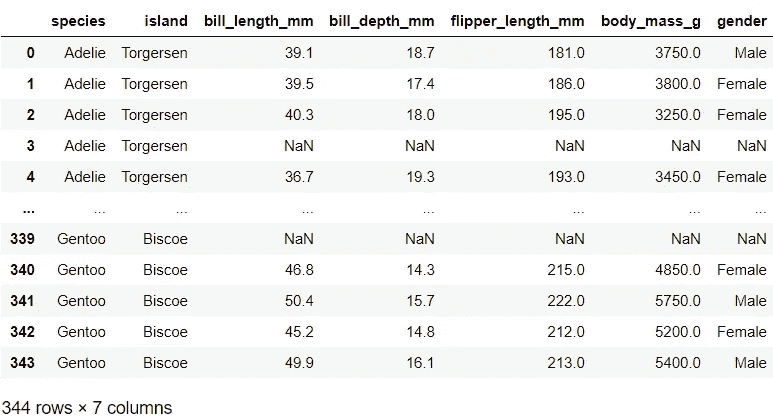 species island bill_length_mm bill_depth_mm flipper_length_mm body_mass_g gender
0 Adelie Torgersen 39.1 18.7 181.0 3750.0 Male
1 Adelie Torgersen 39.5 17.4 186.0 3800.0 Female
2 Adelie Torgersen 40.3 18.0 195.0 3250.0 Female
3 Adelie Torgersen NaN NaN NaN NaN NaN
4 Adelie Torgersen 36.7 19.3 193.0 3450.0 Female
... ... ... ... ... ... ... ...
339 Gentoo Biscoe NaN NaN NaN NaN NaN
340 Gentoo Biscoe 46.8 14.3 215.0 4850.0 Female
341 Gentoo Biscoe 50.4 15.7 222.0 5750.0 Male
342 Gentoo Biscoe 45.2 14.8 212.0 5200.0 Female
343 Gentoo Biscoe 49.9 16.1 213.0 5400.0 Male
344 rows × 7 columns